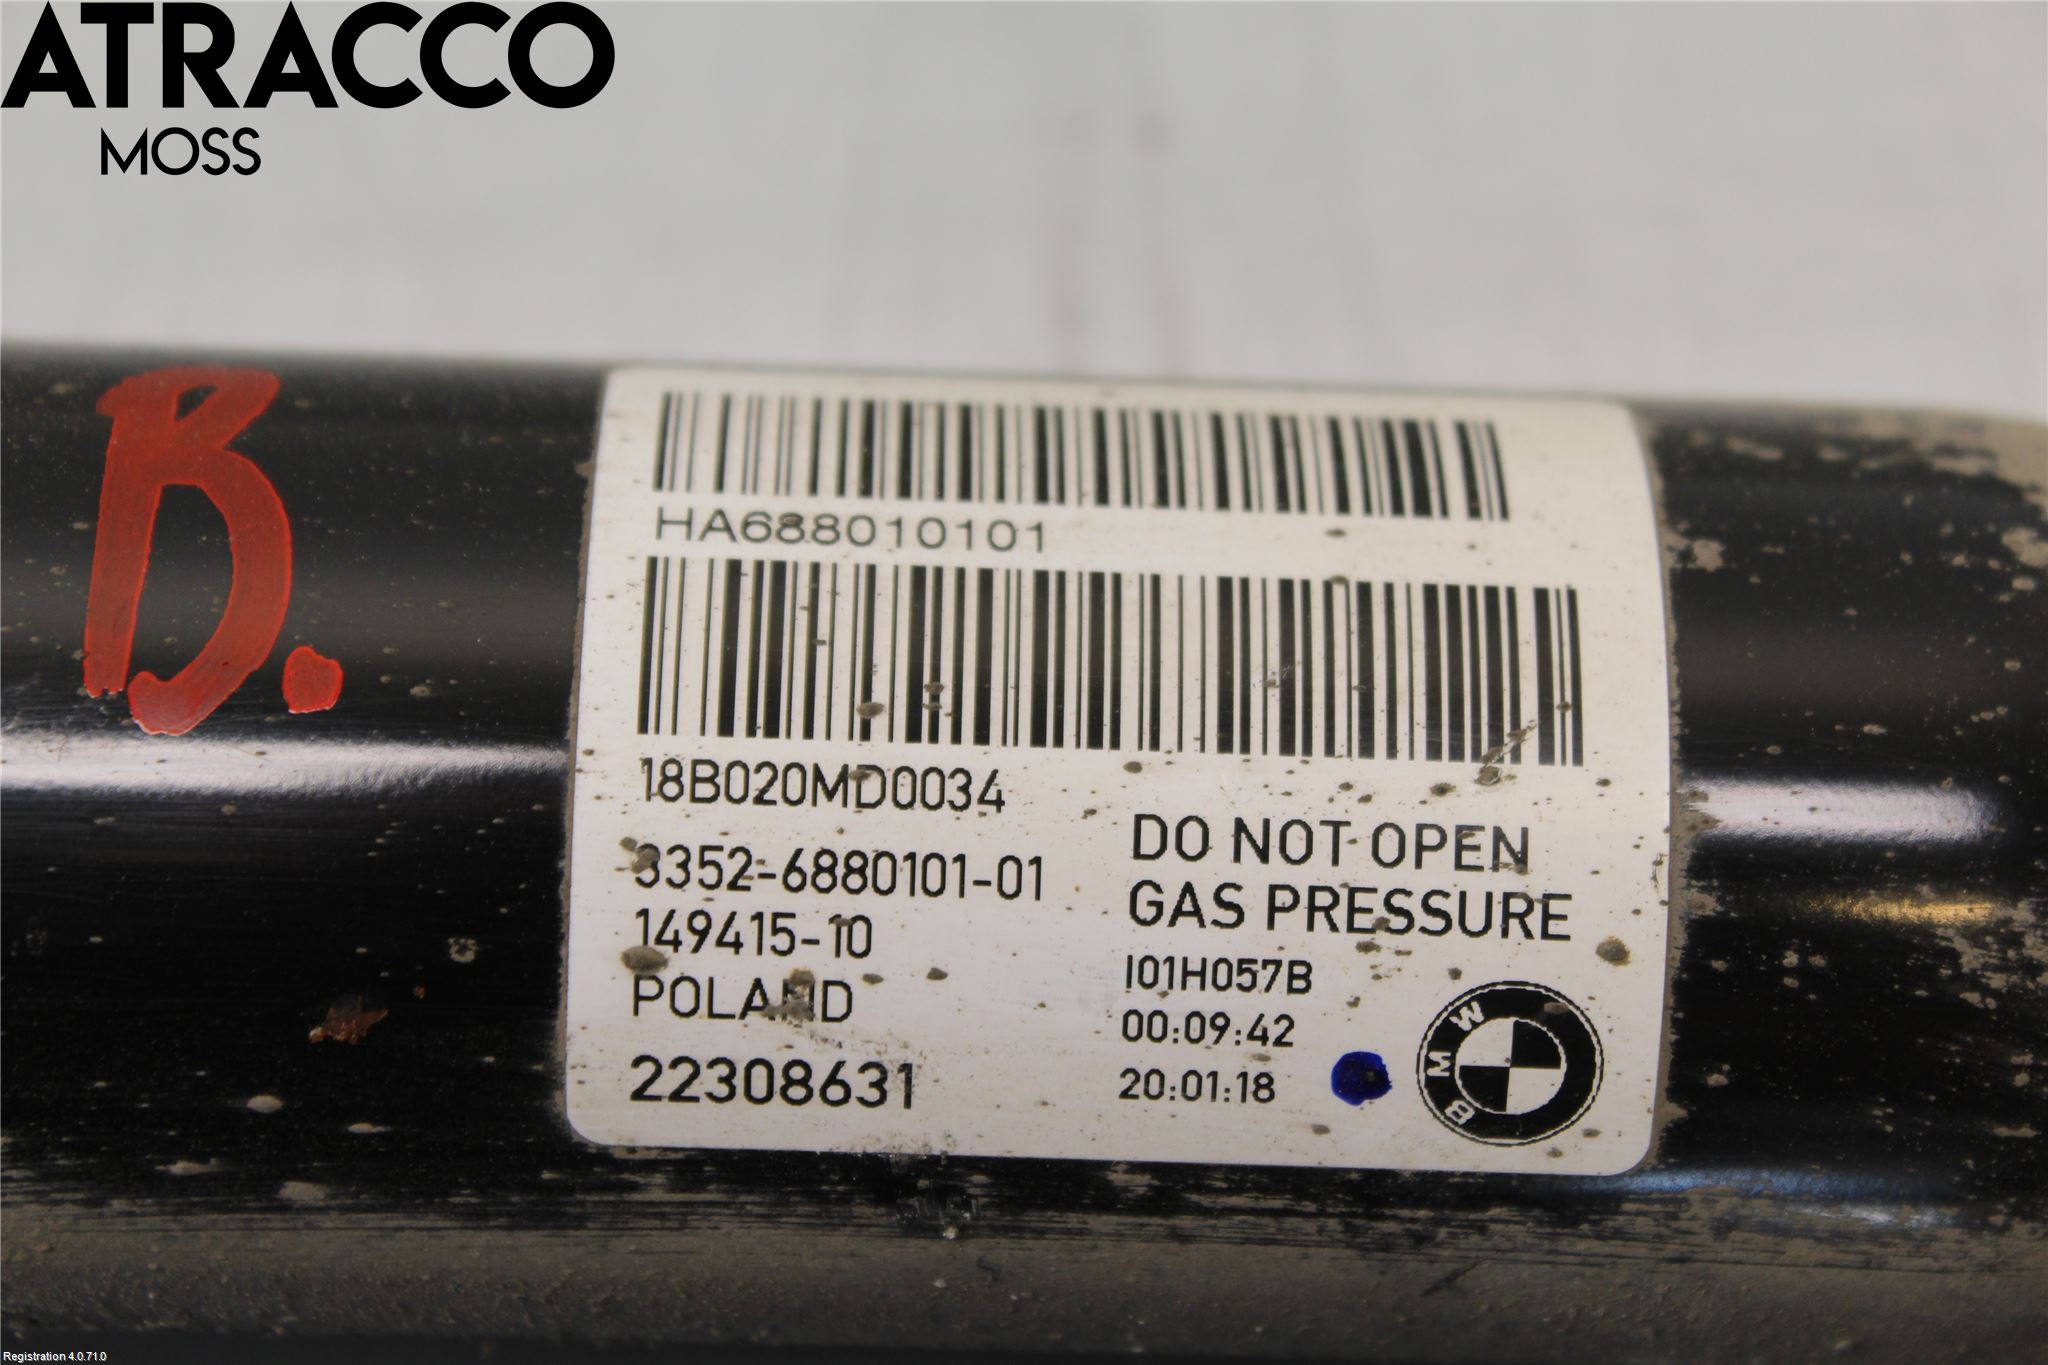 ATRACCO
MOSS
B.
HA688010101
18B020MD0034
3352-6880101-01
149415-10
POLAND
22308631
DO NOT OPEN
GAS PRESSURE
I01H057B
00:09:42
20:01:18
BMW
Registration 4.0.71.0